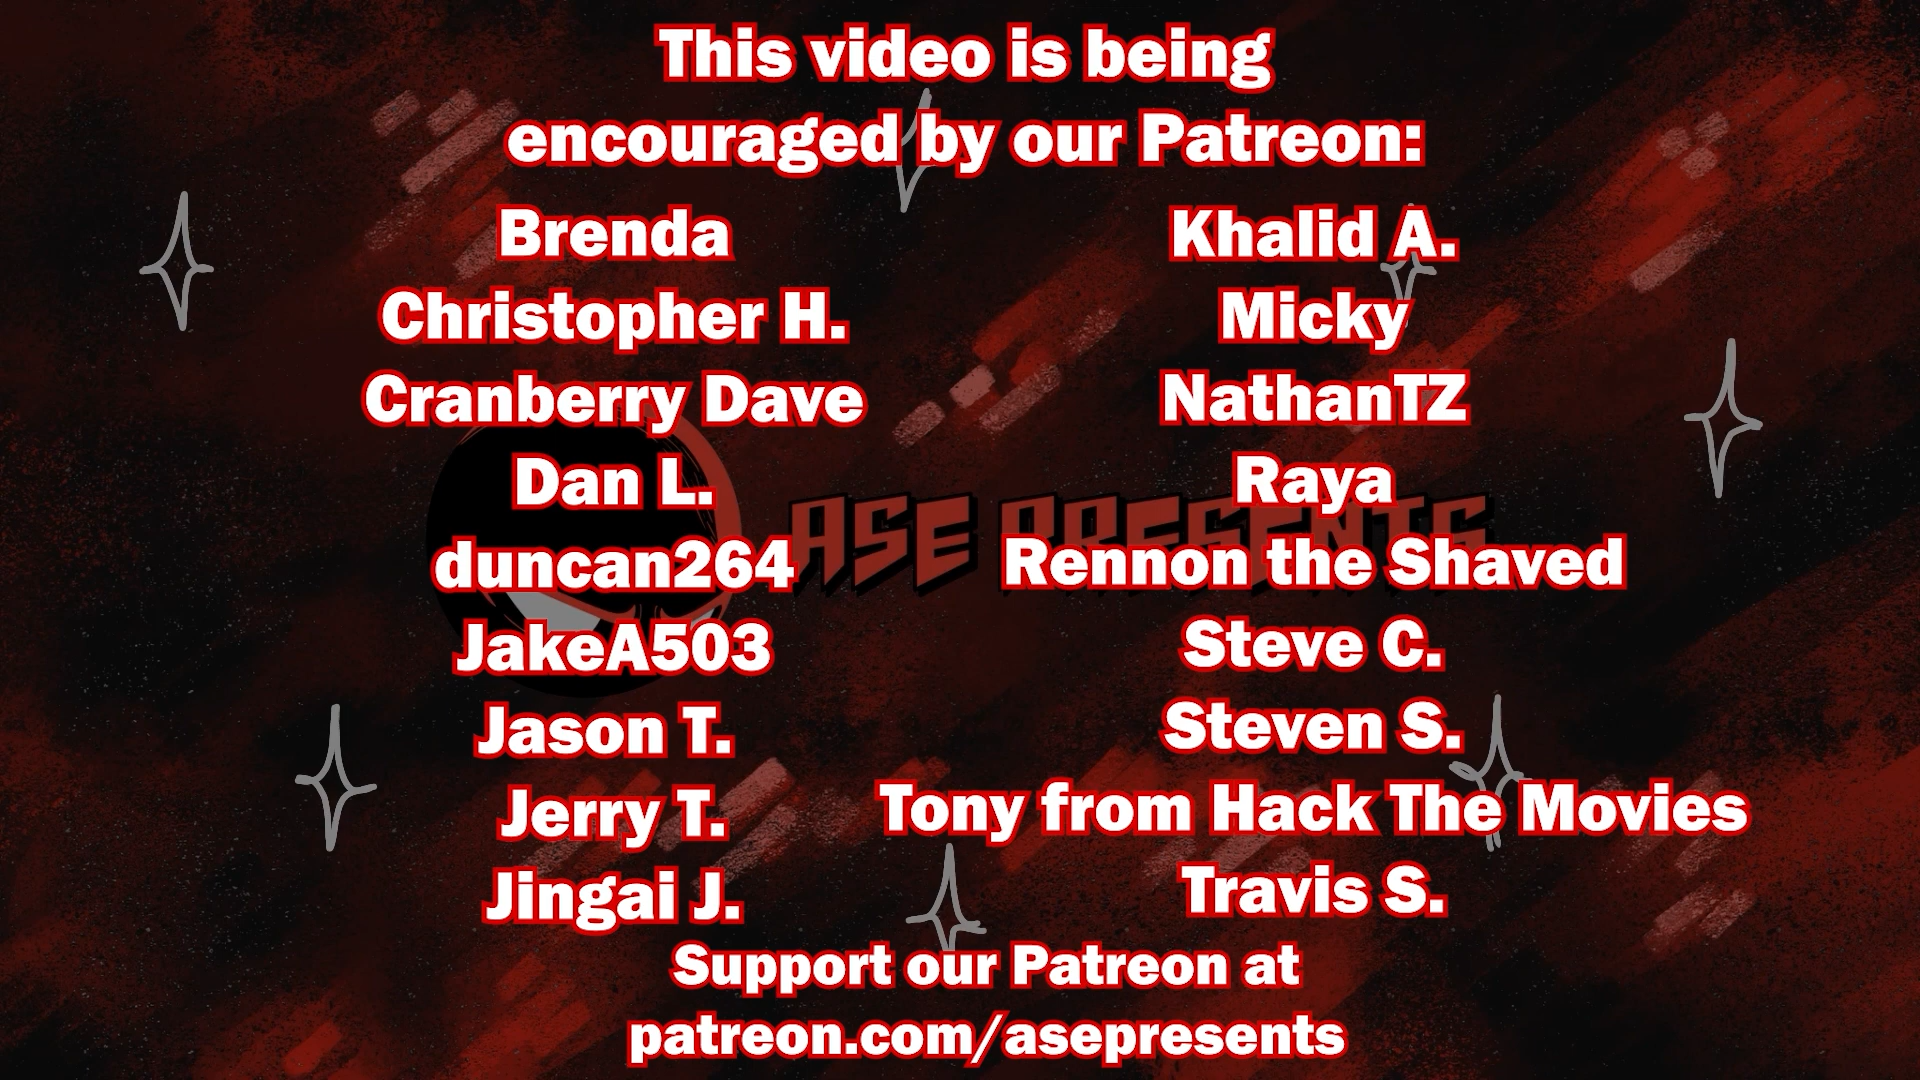 This video is being
encouraged by our Patreon:
Brenda
Christopher H.
Cranberry Dave
Dan L.
duncan264
JakeA503
Jason T.
Jerry T.
Jingai J.
Khalid A.
Micky
NathanTZ
Raya
Rennon the Shaved
Steve C.
Steven S.
Tony from Hack The Movies
Travis S.
ASE PRESENTS
Support our Patreon at
patreon.com/asepresents